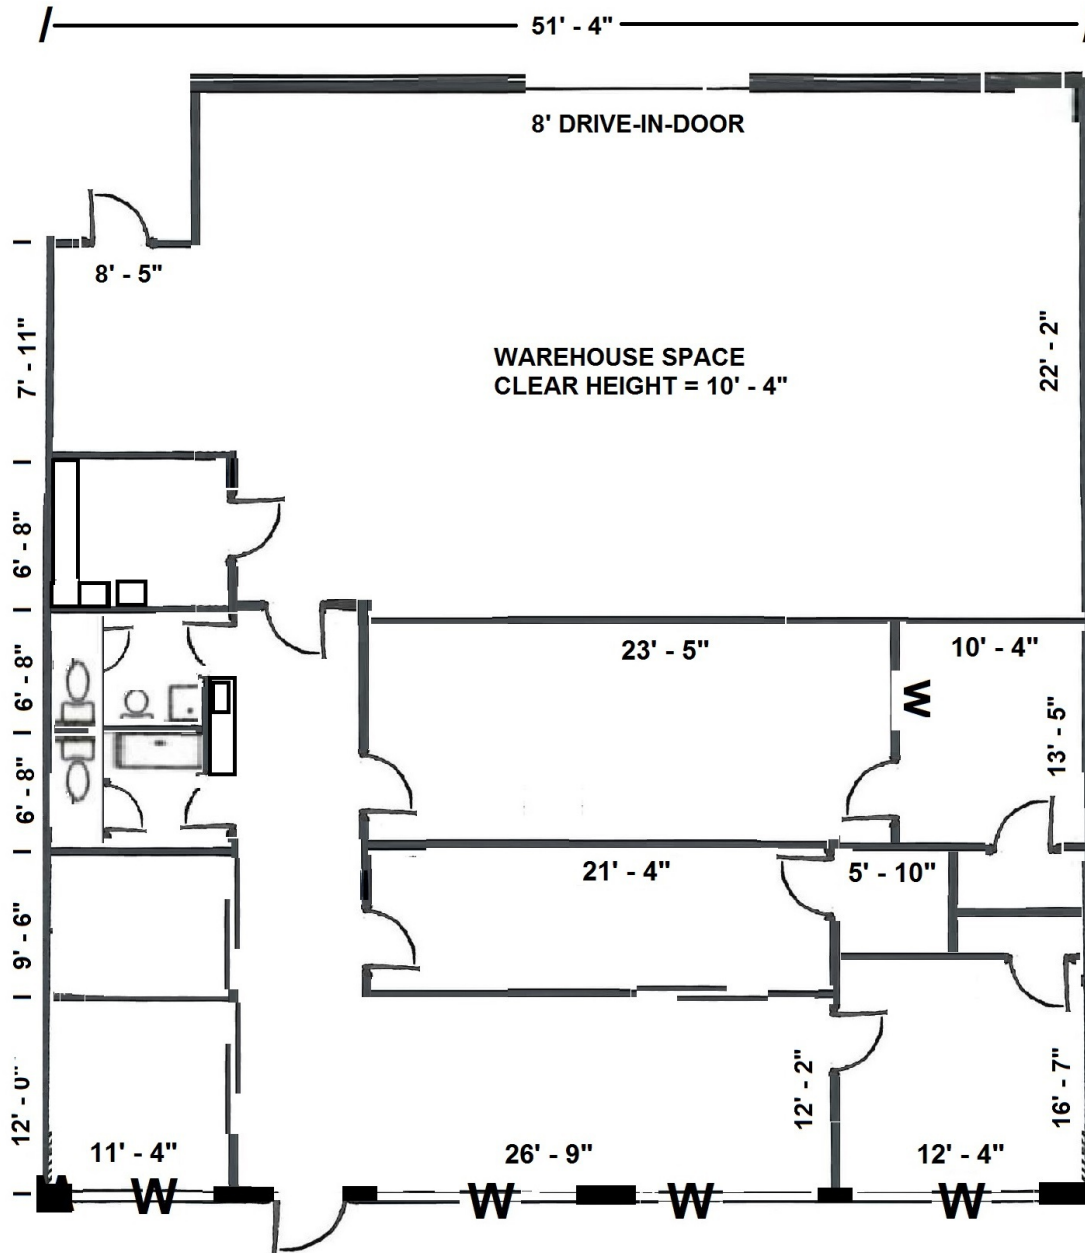 51' - 4"
8' DRIVE-IN-DOOR
8' - 5"
7' - 11"
WAREHOUSE SPACE
CLEAR HEIGHT = 10' - 4"
22' - 2"
6' - 8"
6' - 8"
23' - 5"
10' - 4"
W
13' - 5"
6' - 8"
21' - 4"
5' - 10"
9' - 6"
12' - 0"
12' - 2"
16' - 7"
11' - 4"
26' - 9"
12' - 4"
W
W
W
W